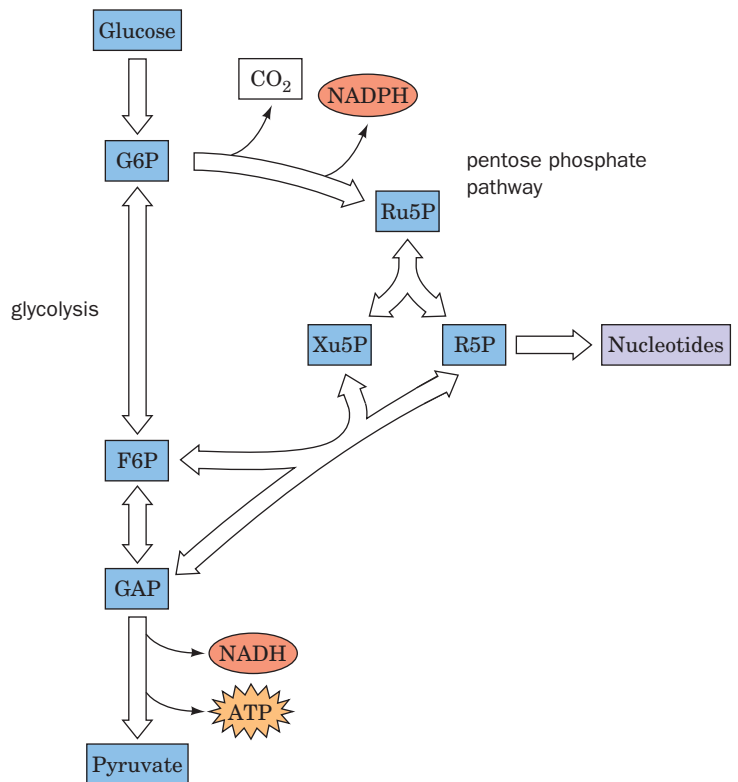 Glucose
CO₂
NADPH
G6P
pentose phosphate
pathway
Ru5P
glycolysis
Xu5P
R5P
Nucleotides
F6P
GAP
NADH
ATP
Pyruvate